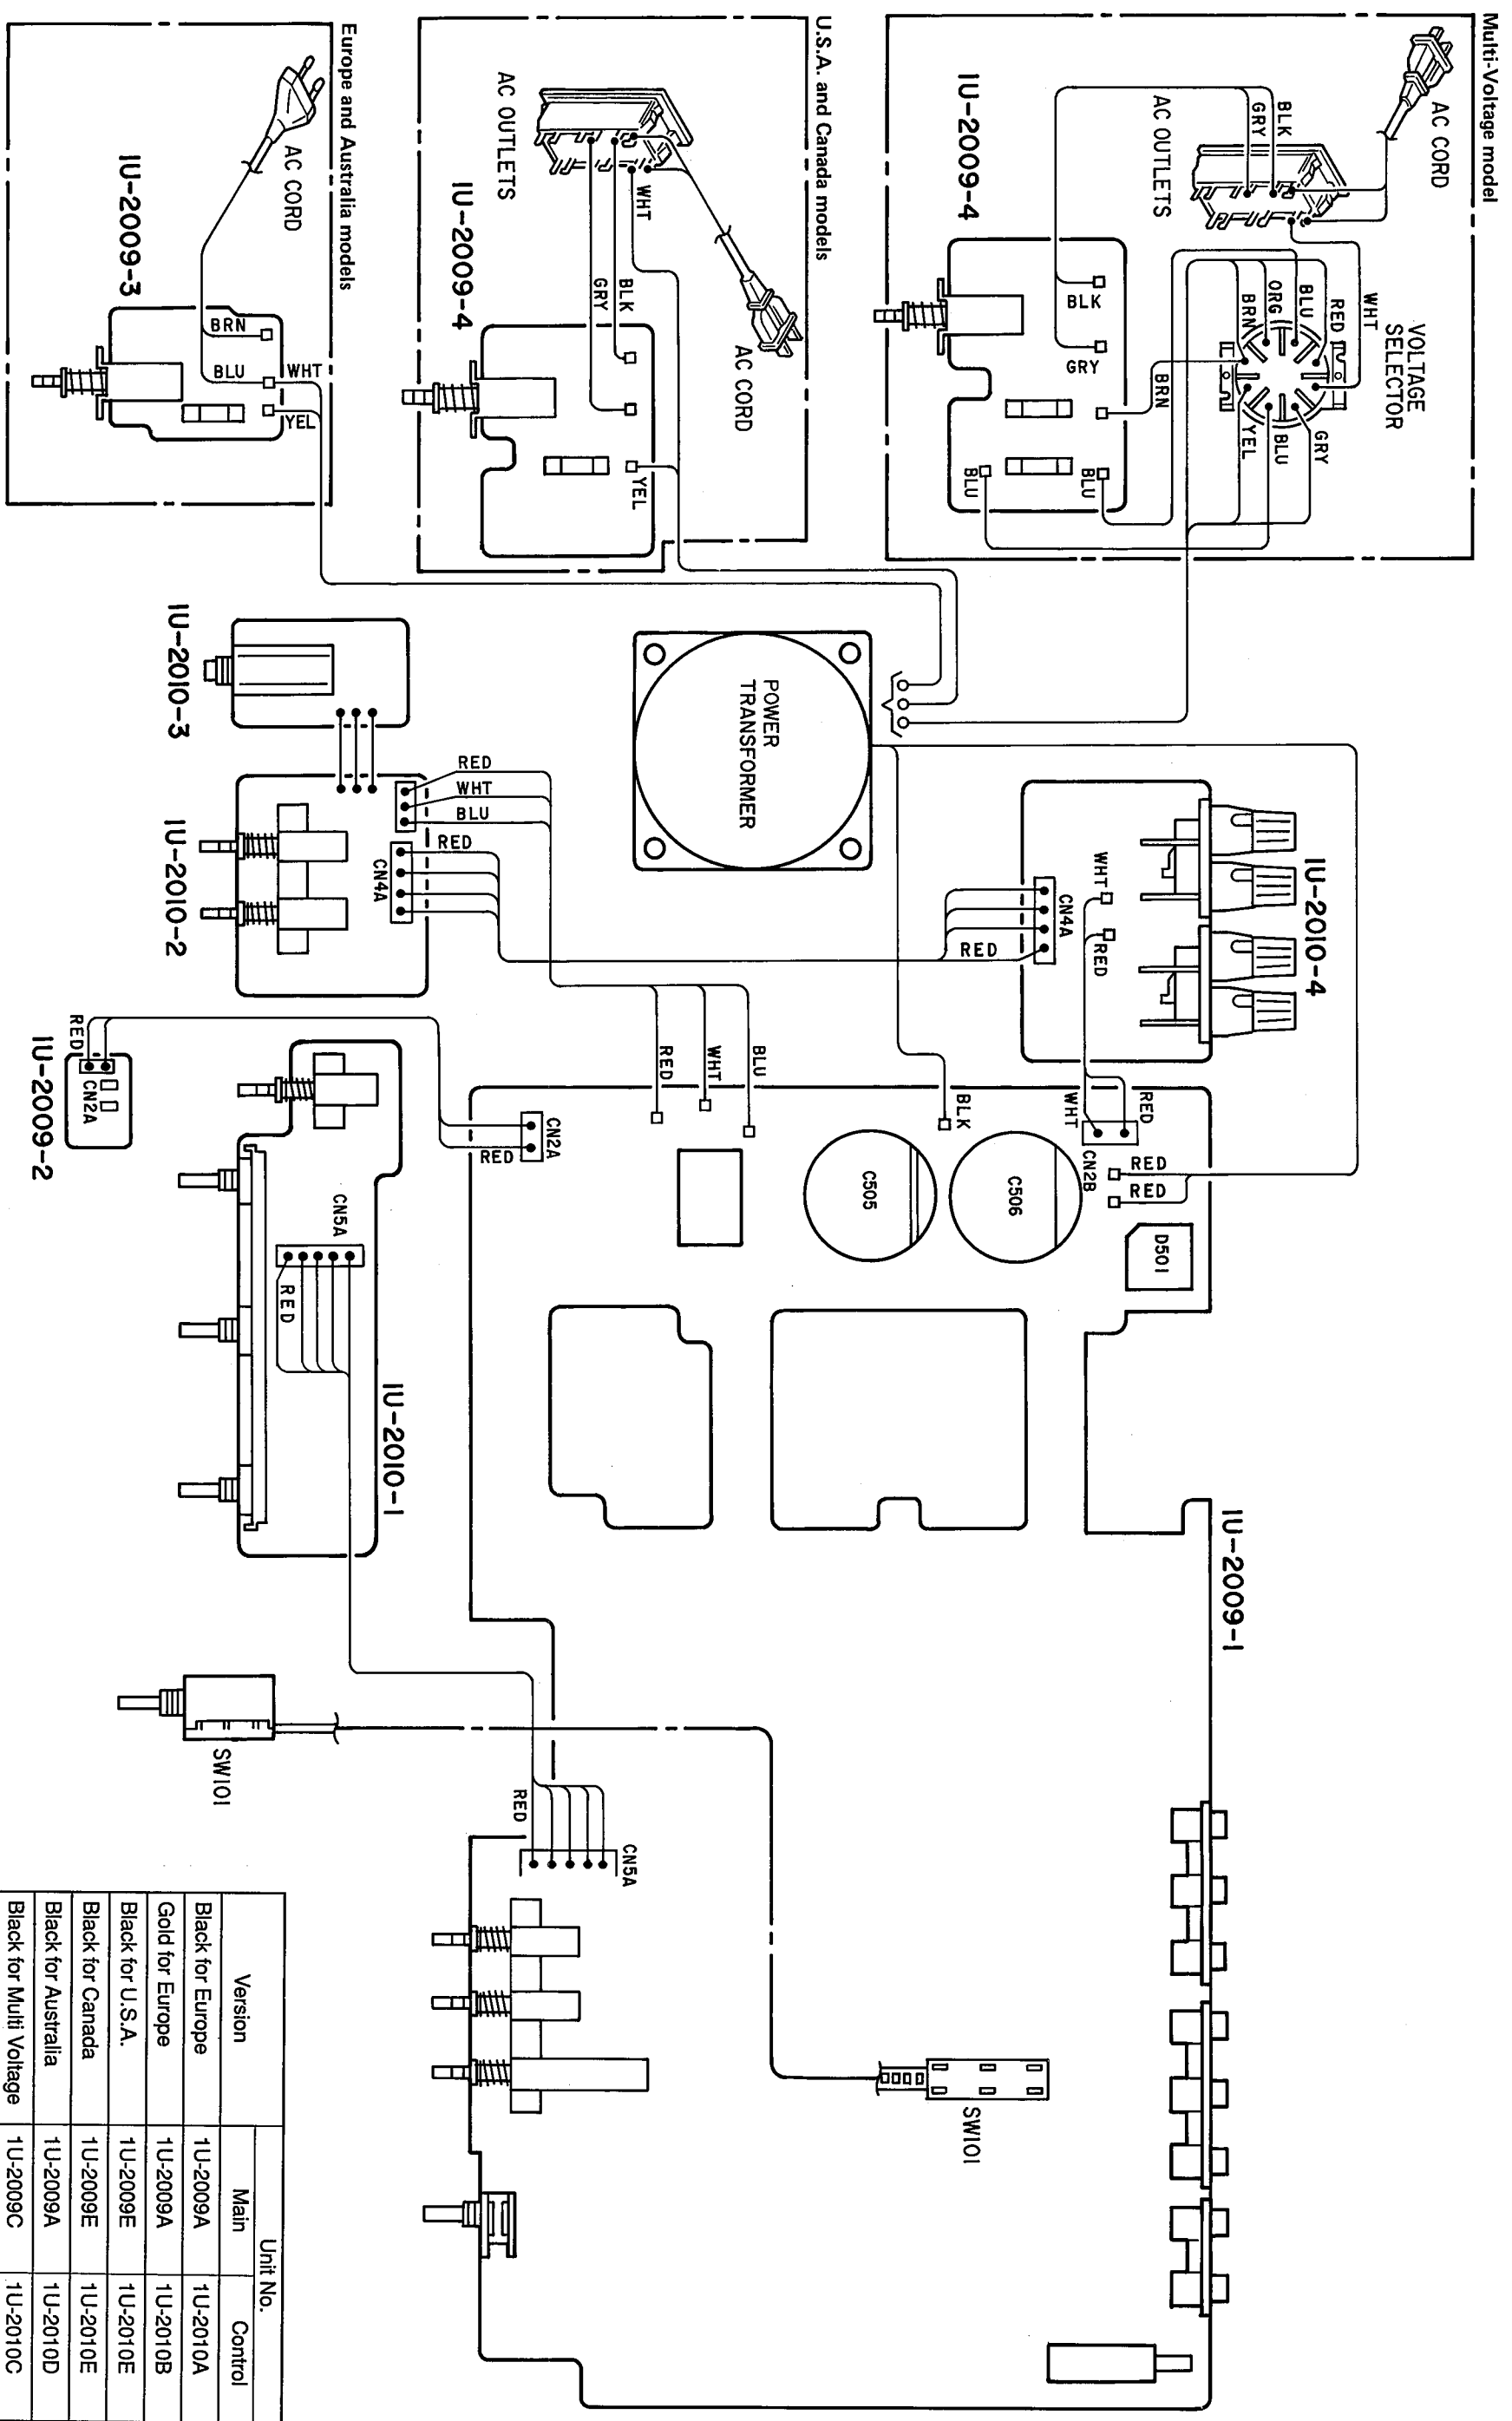 Multi-Voltage model
AC CORD
AC OUTLETS
BLK
GRY
1U-2009-4
WHT
VOLTAGE
SELECTOR
RED
BLU
ORG
BRN
GRY
BLU
YEL
BLK
GRY
BRN
BLU
BLU
U.S.A. and Canada models
AC OUTLETS
WHT
AC CORD
1U-2009-4
BLK
GRY
YEL
Europe and Australia models
AC CORD
1U-2009-3
BRN
BLU
WHT
YEL
POWER
TRANSFORMER
1U-2010-3
1U-2010-2
RED
WHT
BLU
RED
CN4A
1U-2010-4
WHT
RED
CN4A
RED
RED
WHT
CN2B
RED
RED
D501
BLK
C506
C505
BLU
WHT
RED
CN2A
RED
RED
CN2A
1U-2009-2
CN5A
RED
1U-2010-1
1U-2009-1
SW101
RED
CN5A
SW101
Version
Unit No.
Main
Control
Black for Europe 1U-2009A 1U-2010A
Gold for Europe 1U-2009A 1U-2010B
Black for U.S.A. 1U-2009E 1U-2010E
Black for Canada 1U-2009E 1U-2010E
Black for Australia 1U-2009A 1U-2010D
Black for Multi Voltage 1U-2009C 1U-2010C